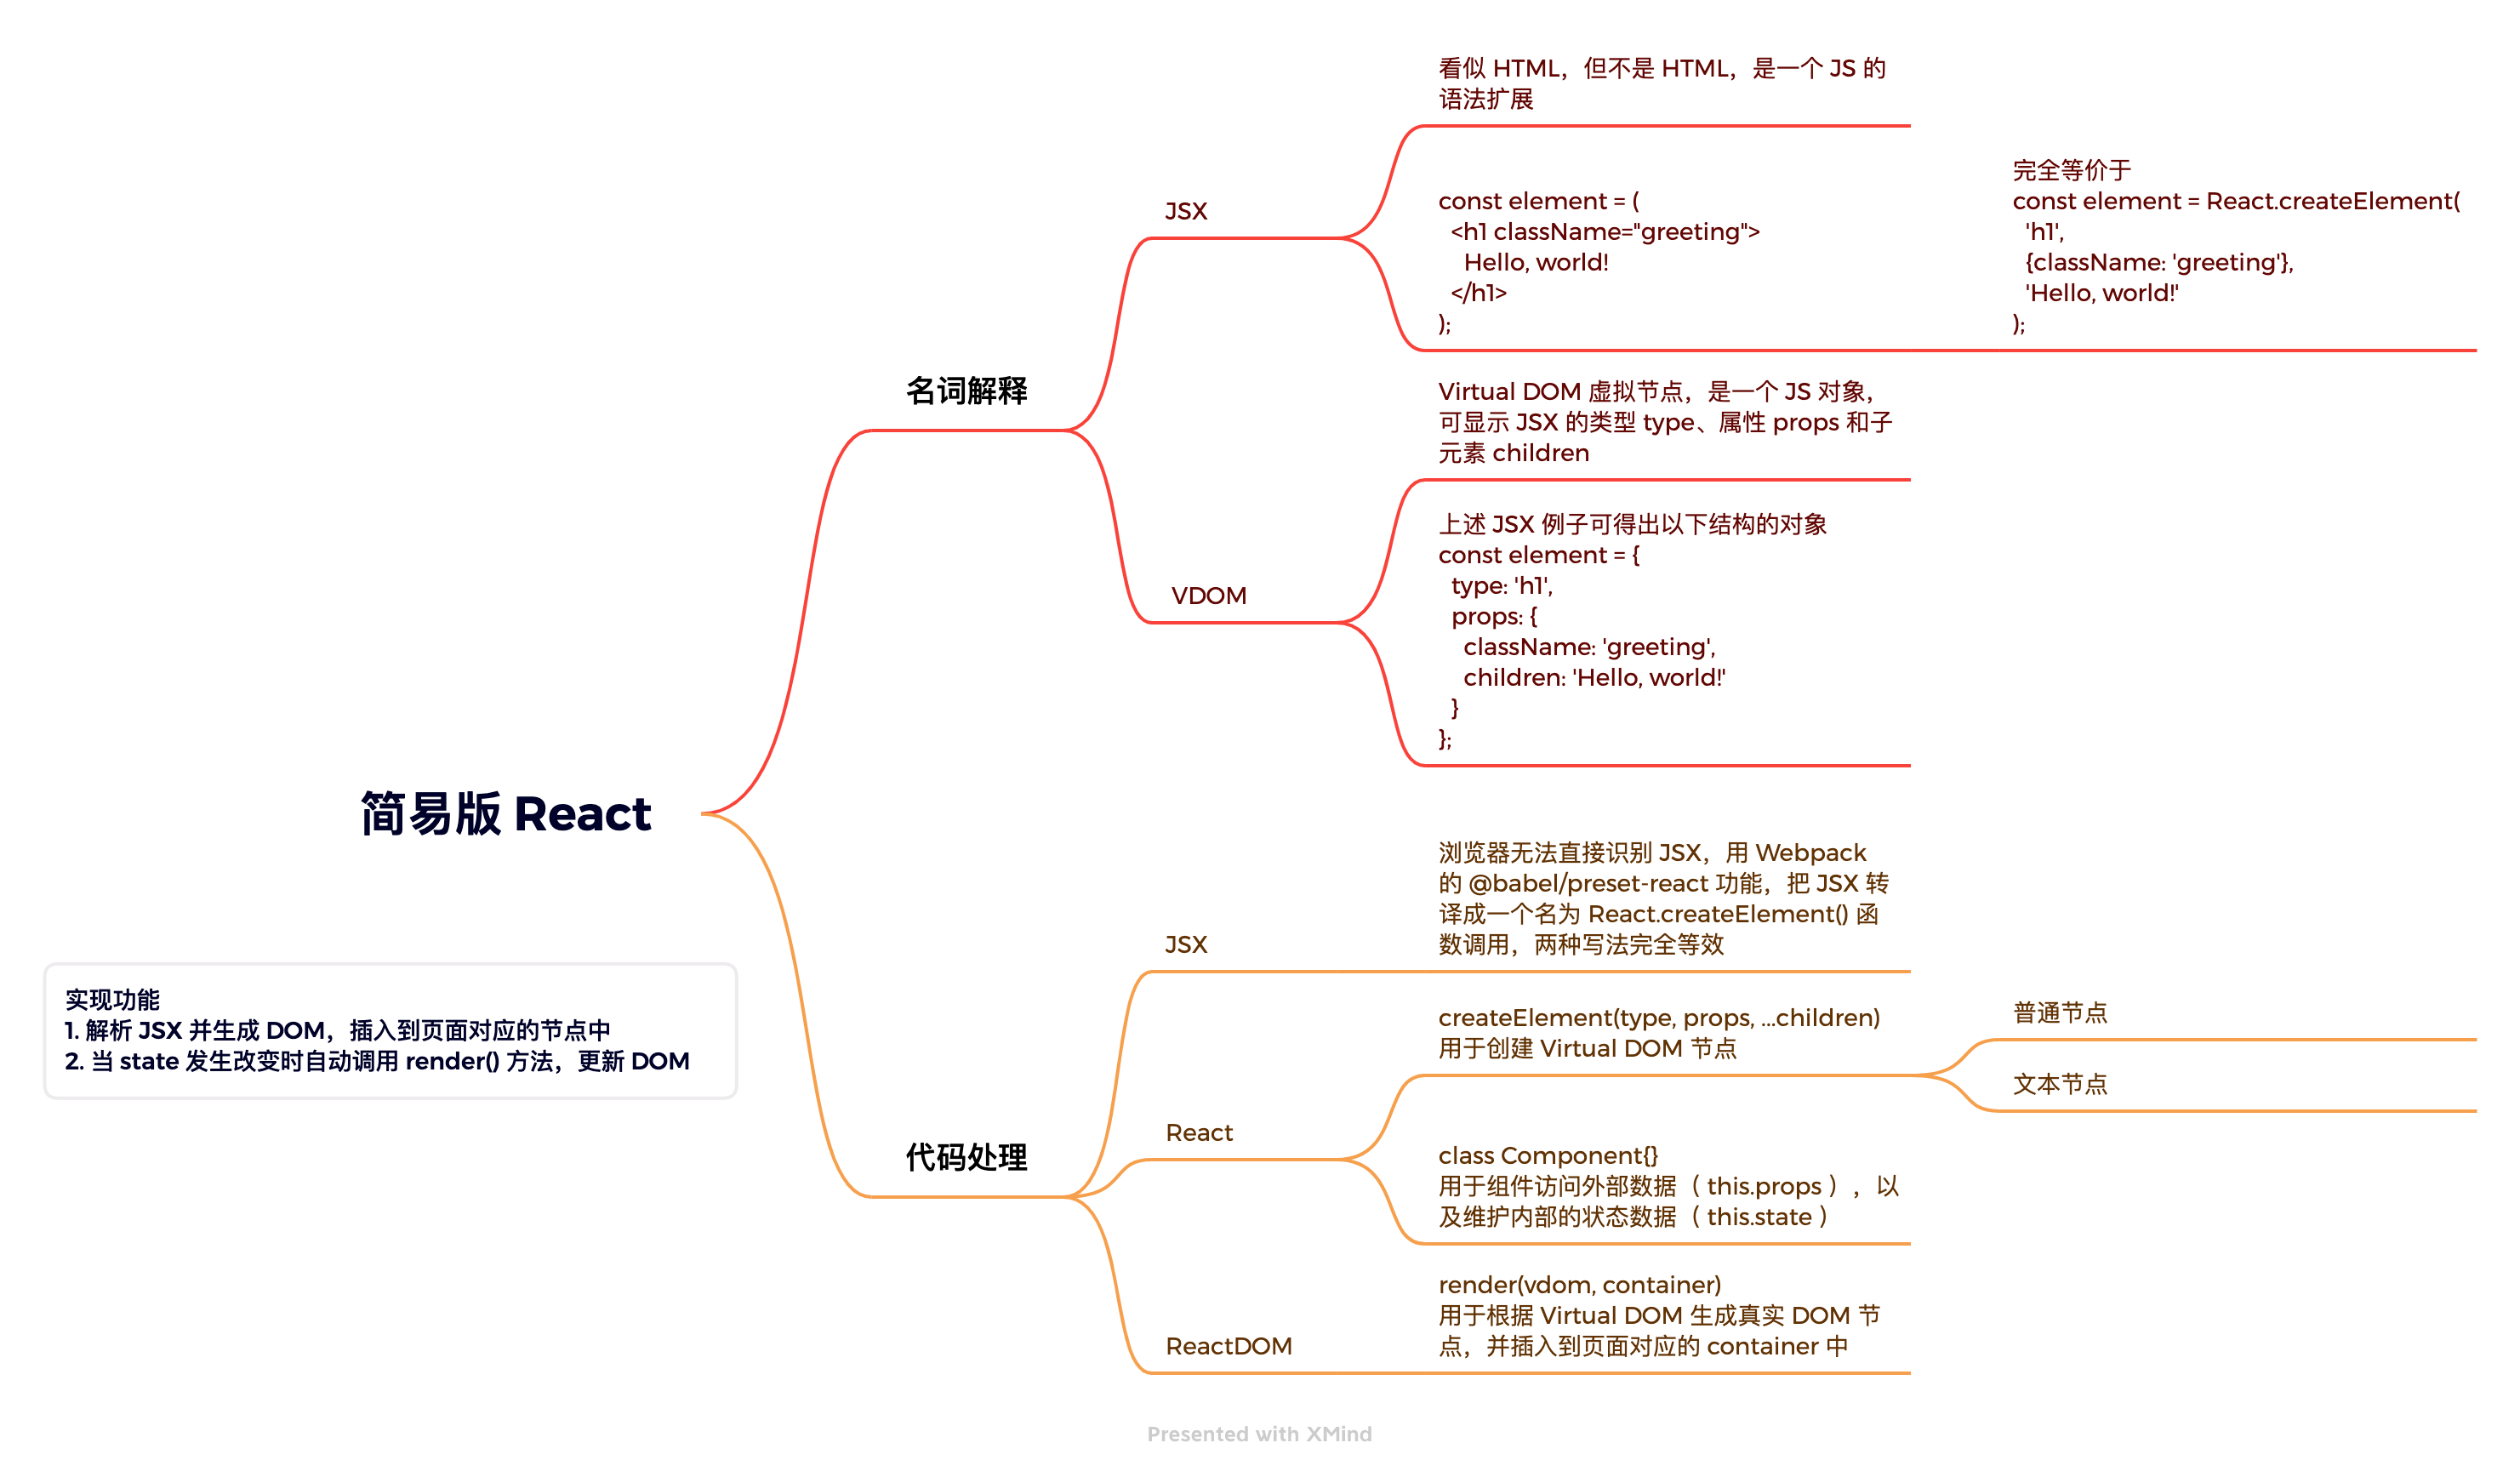 简易版 React
实现功能
1. 解析 JSX 并生成 DOM，插入到页面对应的节点中
2. 当 state 发生改变时自动调用 render() 方法，更新 DOM
名词解释
JSX
看似 HTML，但不是 HTML，是一个 JS 的
语法扩展
const element = (
  <h1 className="greeting">
    Hello, world!
  </h1>
);
完全等价于
const element = React.createElement(
  'h1',
  {className: 'greeting'},
  'Hello, world!'
);
VDOM
Virtual DOM 虚拟节点，是一个 JS 对象，
可显示 JSX 的类型 type、属性 props 和子
元素 children
上述 JSX 例子可得出以下结构的对象
const element = {
  type: 'h1',
  props: {
    className: 'greeting',
    children: 'Hello, world!'
  }
};
代码处理
JSX
浏览器无法直接识别 JSX，用 Webpack
的 @babel/preset-react 功能，把 JSX 转
译成一个名为 React.createElement() 函
数调用，两种写法完全等效
React
createElement(type, props, ...children)
用于创建 Virtual DOM 节点
普通节点
文本节点
class Component{}
用于组件访问外部数据（ this.props ），以
及维护内部的状态数据（ this.state ）
ReactDOM
render(vdom, container)
用于根据 Virtual DOM 生成真实 DOM 节
点，并插入到页面对应的 container 中
Presented with XMind